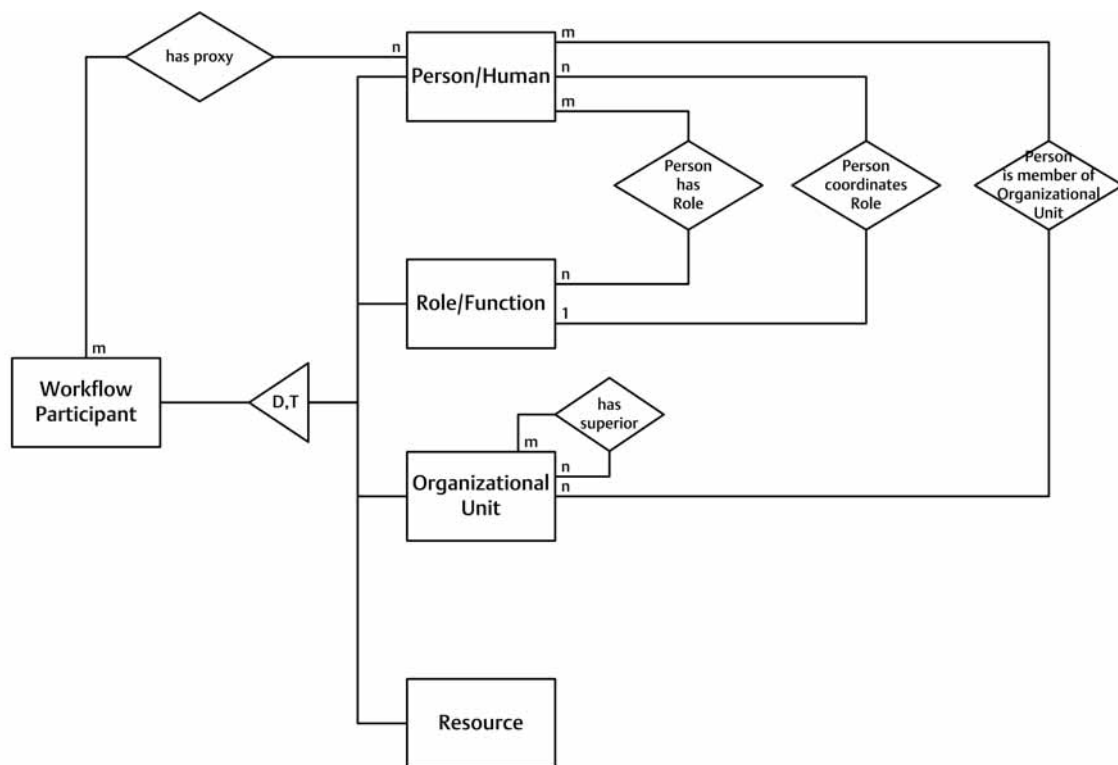 m
has proxy
n
Person/Human
n
m
Person
has
Role
Person
coordinates
Role
Person
is member of
Organizational
Unit
Role/Function
n
1
m
Workflow
Participant
D,T
has
superior
m
n
n
Organizational
Unit
Resource